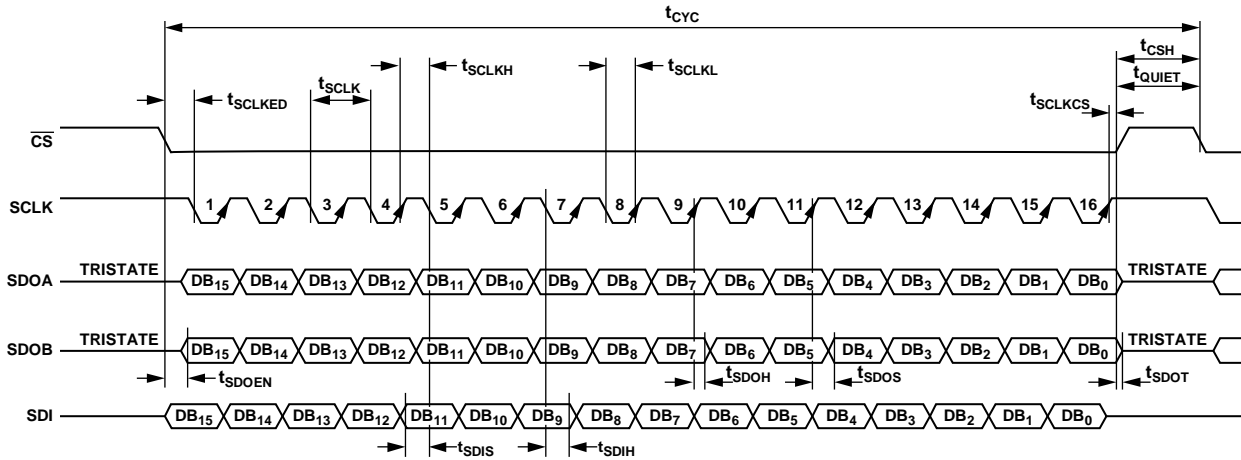 tCYC
tCSH
tSCLKH tSCLKL tQUIET
tSCLK
tSCLKED tSCLKCS
CS
SCLK 1 2 3 4 5 6 7 8 9 10 11 12 13 14 15 16
TRISTATE TRISTATE
SDOA DB15 DB14 DB13 DB12 DB11 DB10 DB9 DB8 DB7 DB6 DB5 DB4 DB3 DB2 DB1 DB0
TRISTATE TRISTATE
SDOB DB15 DB14 DB13 DB12 DB11 DB10 DB9 DB8 DB7 DB6 DB5 DB4 DB3 DB2 DB1 DB0
tSDOEN tSDOH tSDOS tSDOT
SDI DB15 DB14 DB13 DB12 DB11 DB10 DB9 DB8 DB7 DB6 DB5 DB4 DB3 DB2 DB1 DB0
tSDIS tSDIH